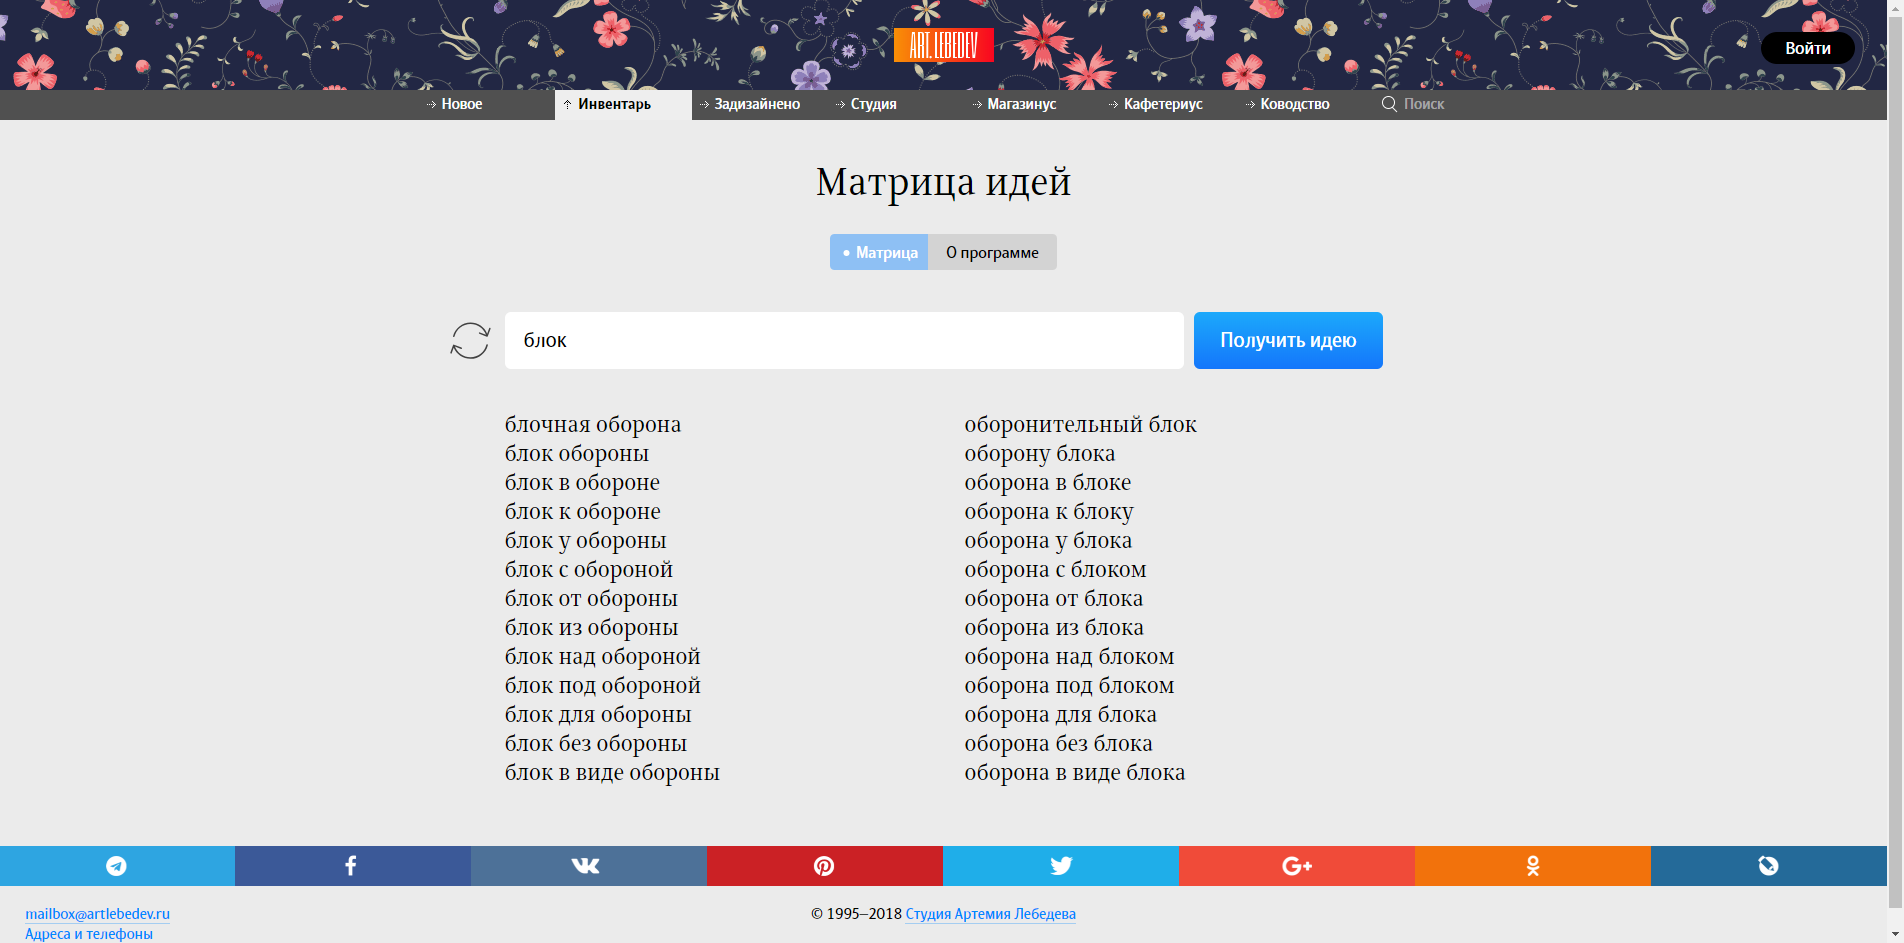 ART. LEBEDEV
Войти
Новое
Инвентарь
Задизайнено
Студия
Магазинус
Кафетериус
Ководство
Поиск
Матрица идей
Матрица
О программе
блок
Получить идею
блочная оборона
блок обороны
блок в обороне
блок к обороне
блок у обороны
блок с обороной
блок от обороны
блок из обороны
блок над обороной
блок под обороной
блок для обороны
блок без обороны
блок в виде обороны
оборонительный блок
оборону блока
оборона в блоке
оборона к блоку
оборона у блока
оборона с блоком
оборона от блока
оборона из блока
оборона над блоком
оборона под блоком
оборона для блока
оборона без блока
оборона в виде блока
mailbox@artlebedev.ru
Адреса и телефоны
© 1995–2018 Студия Артемия Лебедева